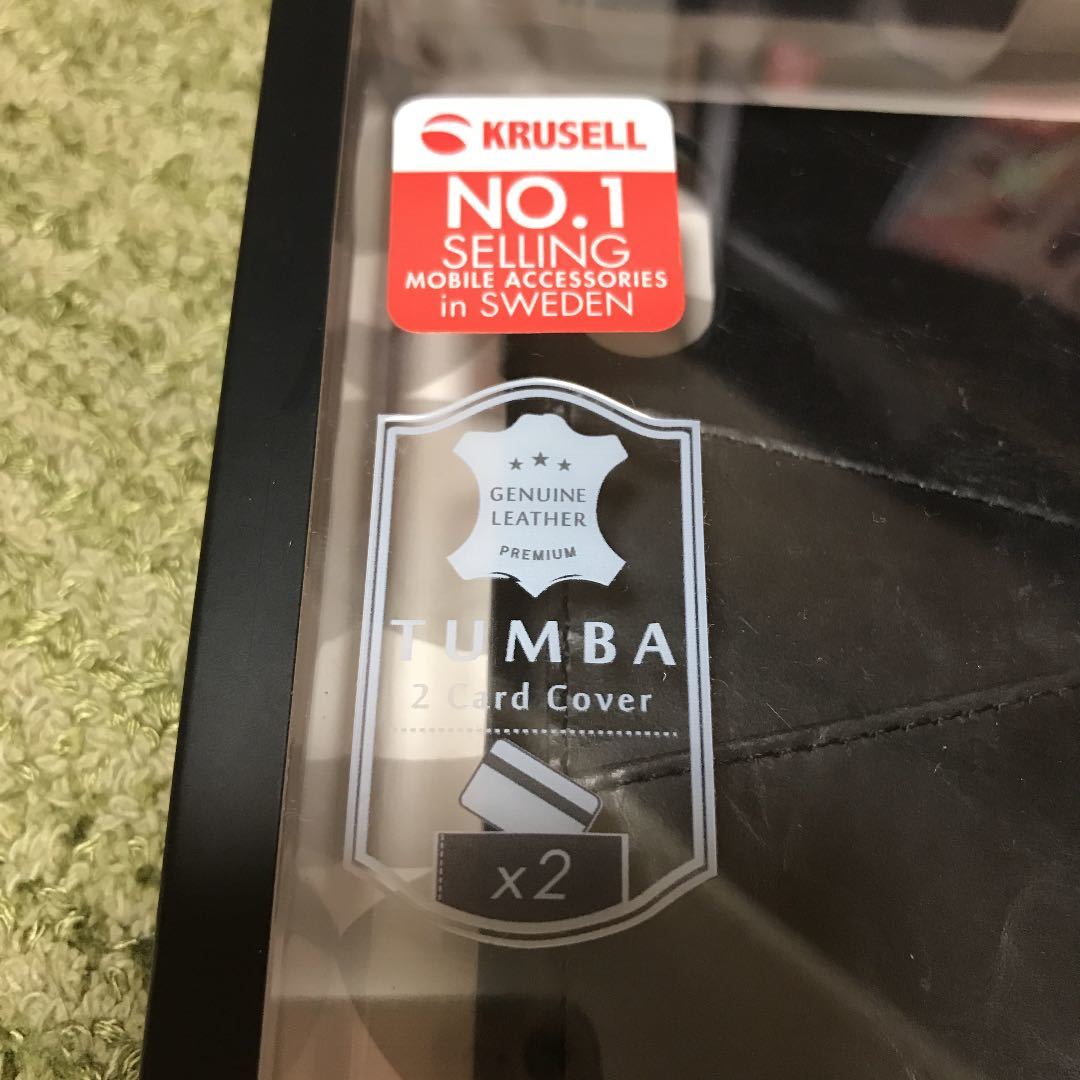 KRUSELL
NO.1
SELLING
MOBILE ACCESSORIES
in SWEDEN
GENUINE
LEATHER
PREMIUM
TUMBA
2 Card Cover
x2